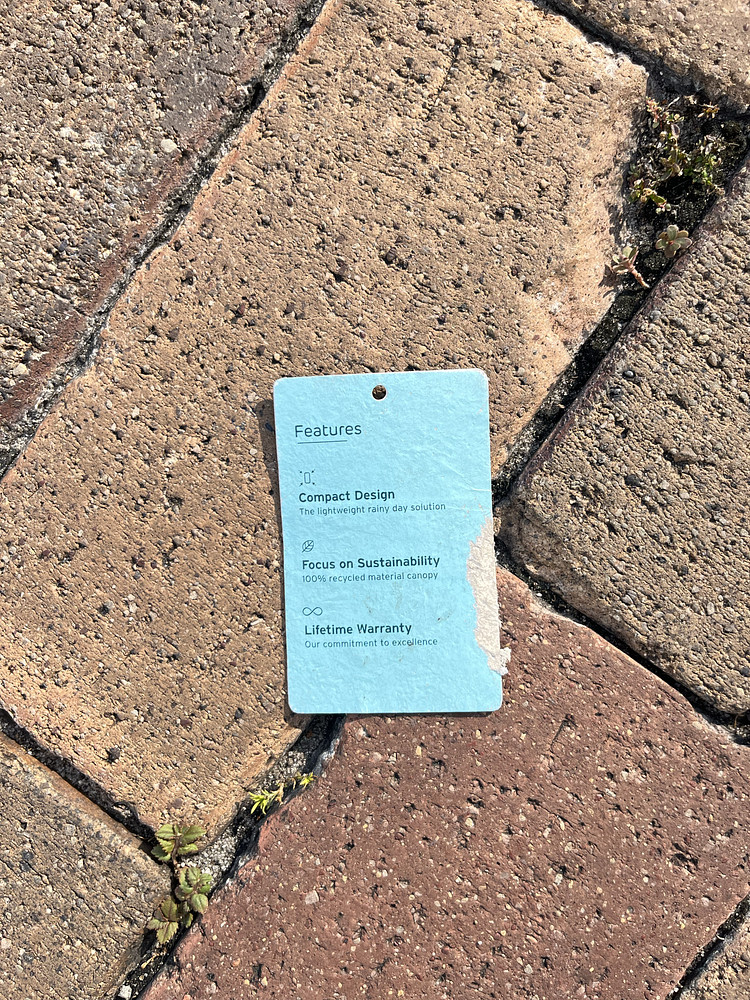 Features
Compact Design
The lightweight rainy day solution
Focus on Sustainability
100% recycled material canopy
Lifetime Warranty
Our commitment to excellence